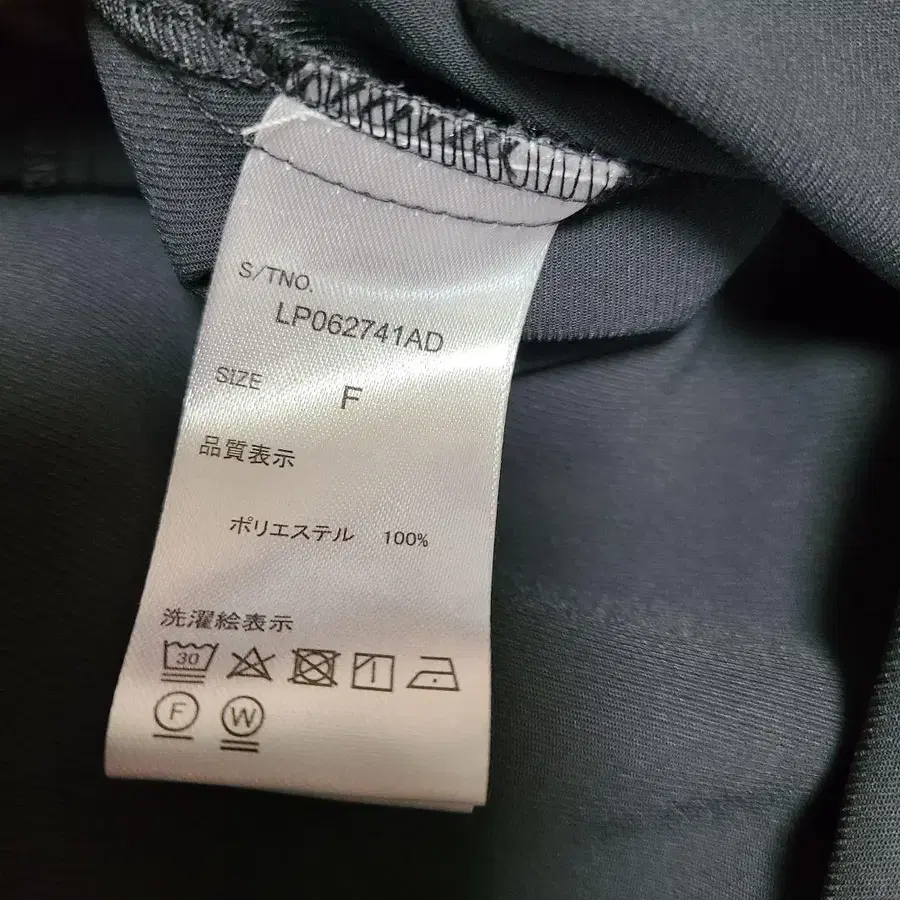 S/TNO.
LP062741AD
SIZE F
品質表示
ポリエステル 100%
洗濯絵表示
30
F W